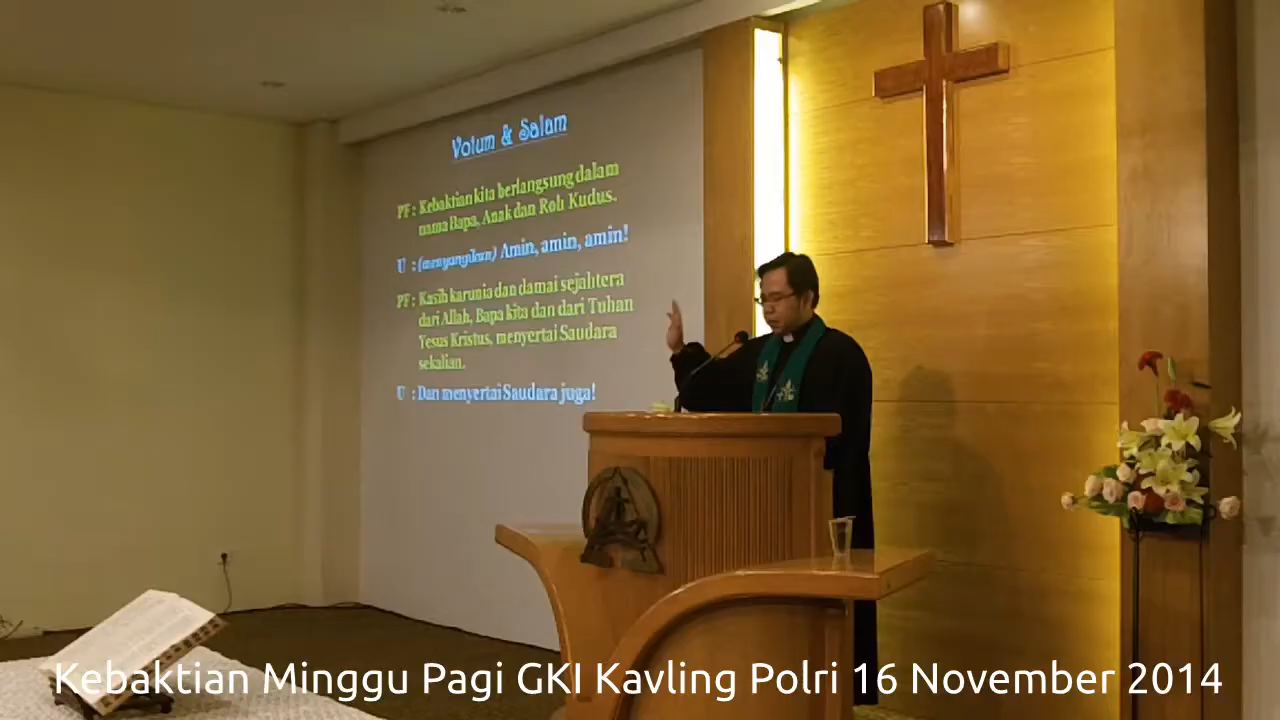 Votum & Salam
PF : Kebaktian kita berlangsung dalam
nama Bapa, Anak dan Roh Kudus.
U : (menyanyikan) Amin, amin, amin!
PF : Kasih karunia dan damai sejahtera
dari Allah, Bapa kita dan dari Tuhan
Yesus Kristus, menyertai Saudara
sekalian.
U : Dan menyertai Saudara juga!
Kebaktian Minggu Pagi GKI Kavling Polri 16 November 2014